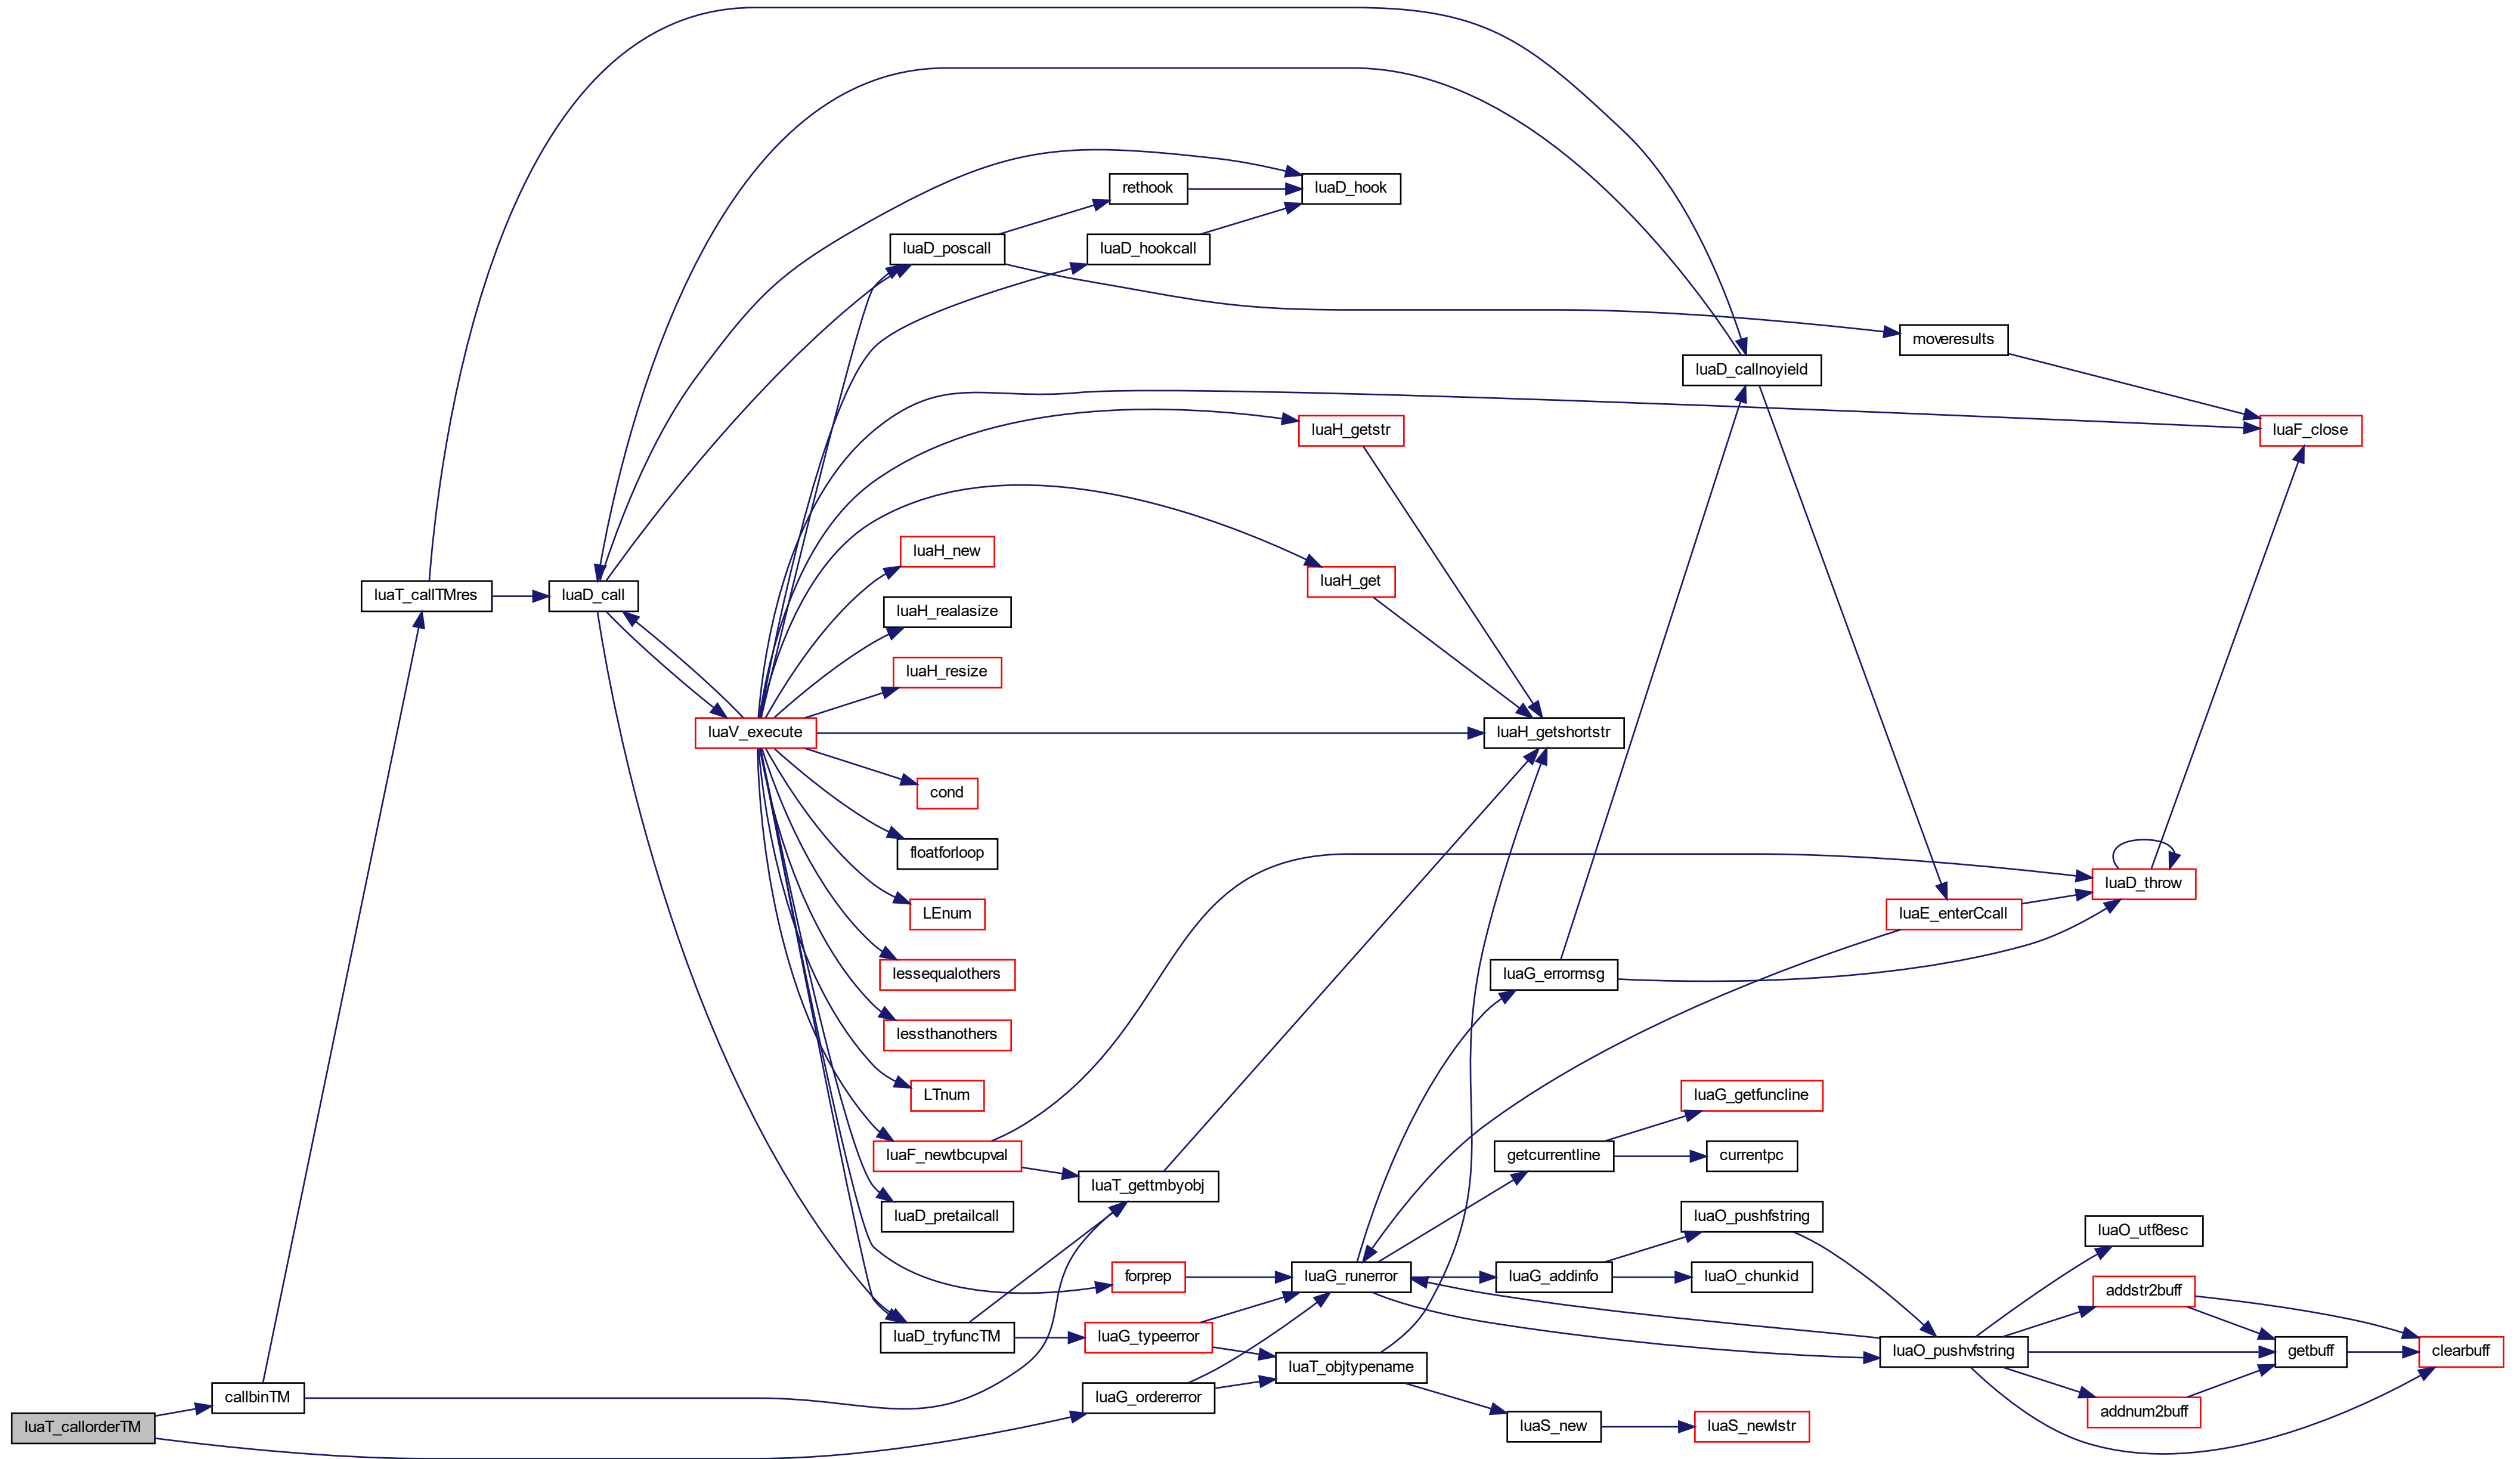 rethook
luaD_hook
luaD_poscall
luaD_hookcall
moveresults
luaD_callnoyield
luaH_getstr
luaF_close
luaH_new
luaH_get
luaT_callTMres
luaD_call
luaH_realasize
luaH_resize
luaV_execute
luaH_getshortstr
cond
floatforloop
luaD_throw
LEnum
luaE_enterCcall
lessequalothers
luaG_errormsg
lessthanothers
LTnum
luaG_getfuncline
luaF_newtbcupval
getcurrentline
currentpc
luaT_gettmbyobj
luaD_pretailcall
luaO_pushfstring
luaO_utf8esc
forprep
luaG_runerror
luaG_addinfo
luaO_chunkid
addstr2buff
luaD_tryfuncTM
luaG_typeerror
luaO_pushvfstring
getbuff
clearbuff
luaT_objtypename
callbinTM
luaG_ordererror
addnum2buff
luaT_callorderTM
luaS_new
luaS_newlstr